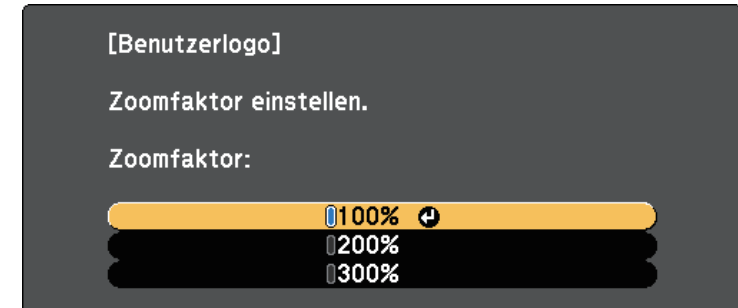 [Benutzerlogo]
Zoomfaktor einstellen.
Zoomfaktor:
100%
200%
300%